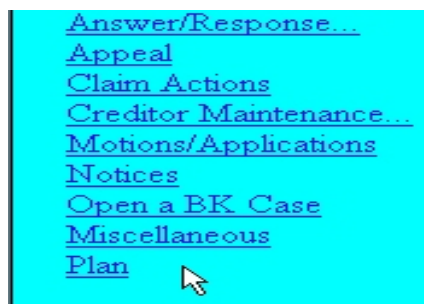 Answer/Response...
Appeal
Claim Actions
Creditor Maintenance...
Motions/Applications
Notices
Open a BK Case
Miscellaneous
Plan